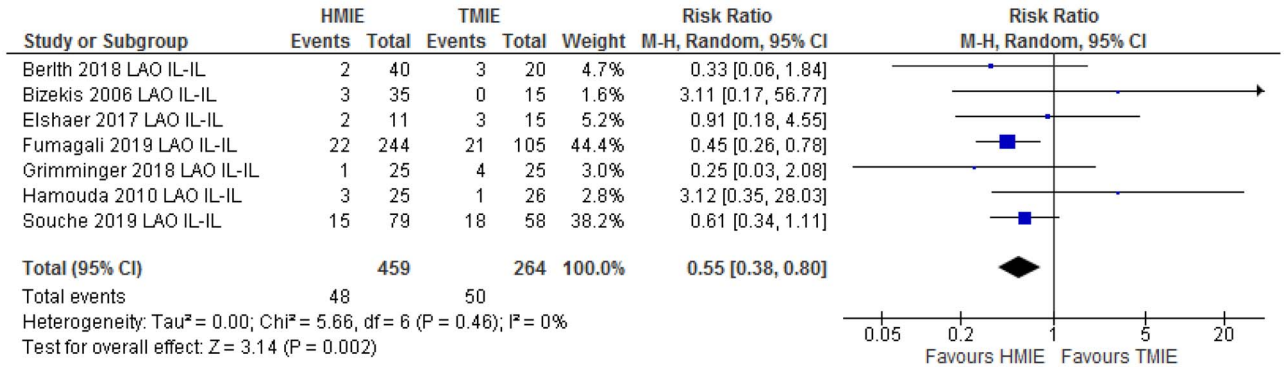 HMIE TMIE Risk Ratio Risk Ratio
Study or Subgroup Events Total Events Total Weight M-H, Random, 95% CI M-H, Random, 95% CI
Berlth 2018 LAO IL-IL 2 40 3 20 4.7% 0.33 [0.06, 1.84]
Bizekis 2006 LAO IL-IL 3 35 0 15 1.6% 3.11 [0.17, 56.77]
Elshaer 2017 LAO IL-IL 2 11 3 15 5.2% 0.91 [0.18, 4.55]
Fumagali 2019 LAO IL-IL 22 244 21 105 44.4% 0.45 [0.26, 0.78]
Grimminger 2018 LAO IL-IL 1 25 4 25 3.0% 0.25 [0.03, 2.08]
Hamouda 2010 LAO IL-IL 3 25 1 26 2.8% 3.12 [0.35, 28.03]
Souche 2019 LAO IL-IL 15 79 18 58 38.2% 0.61 [0.34, 1.11]
Total (95% CI) 459 264 100.0% 0.55 [0.38, 0.80]
Total events 48 50
Heterogeneity: Tau² = 0.00; Chi² = 5.66, df = 6 (P = 0.46); I² = 0%
Test for overall effect: Z = 3.14 (P = 0.002)
0.05 0.2 1 5 20
Favours HMIE Favours TMIE